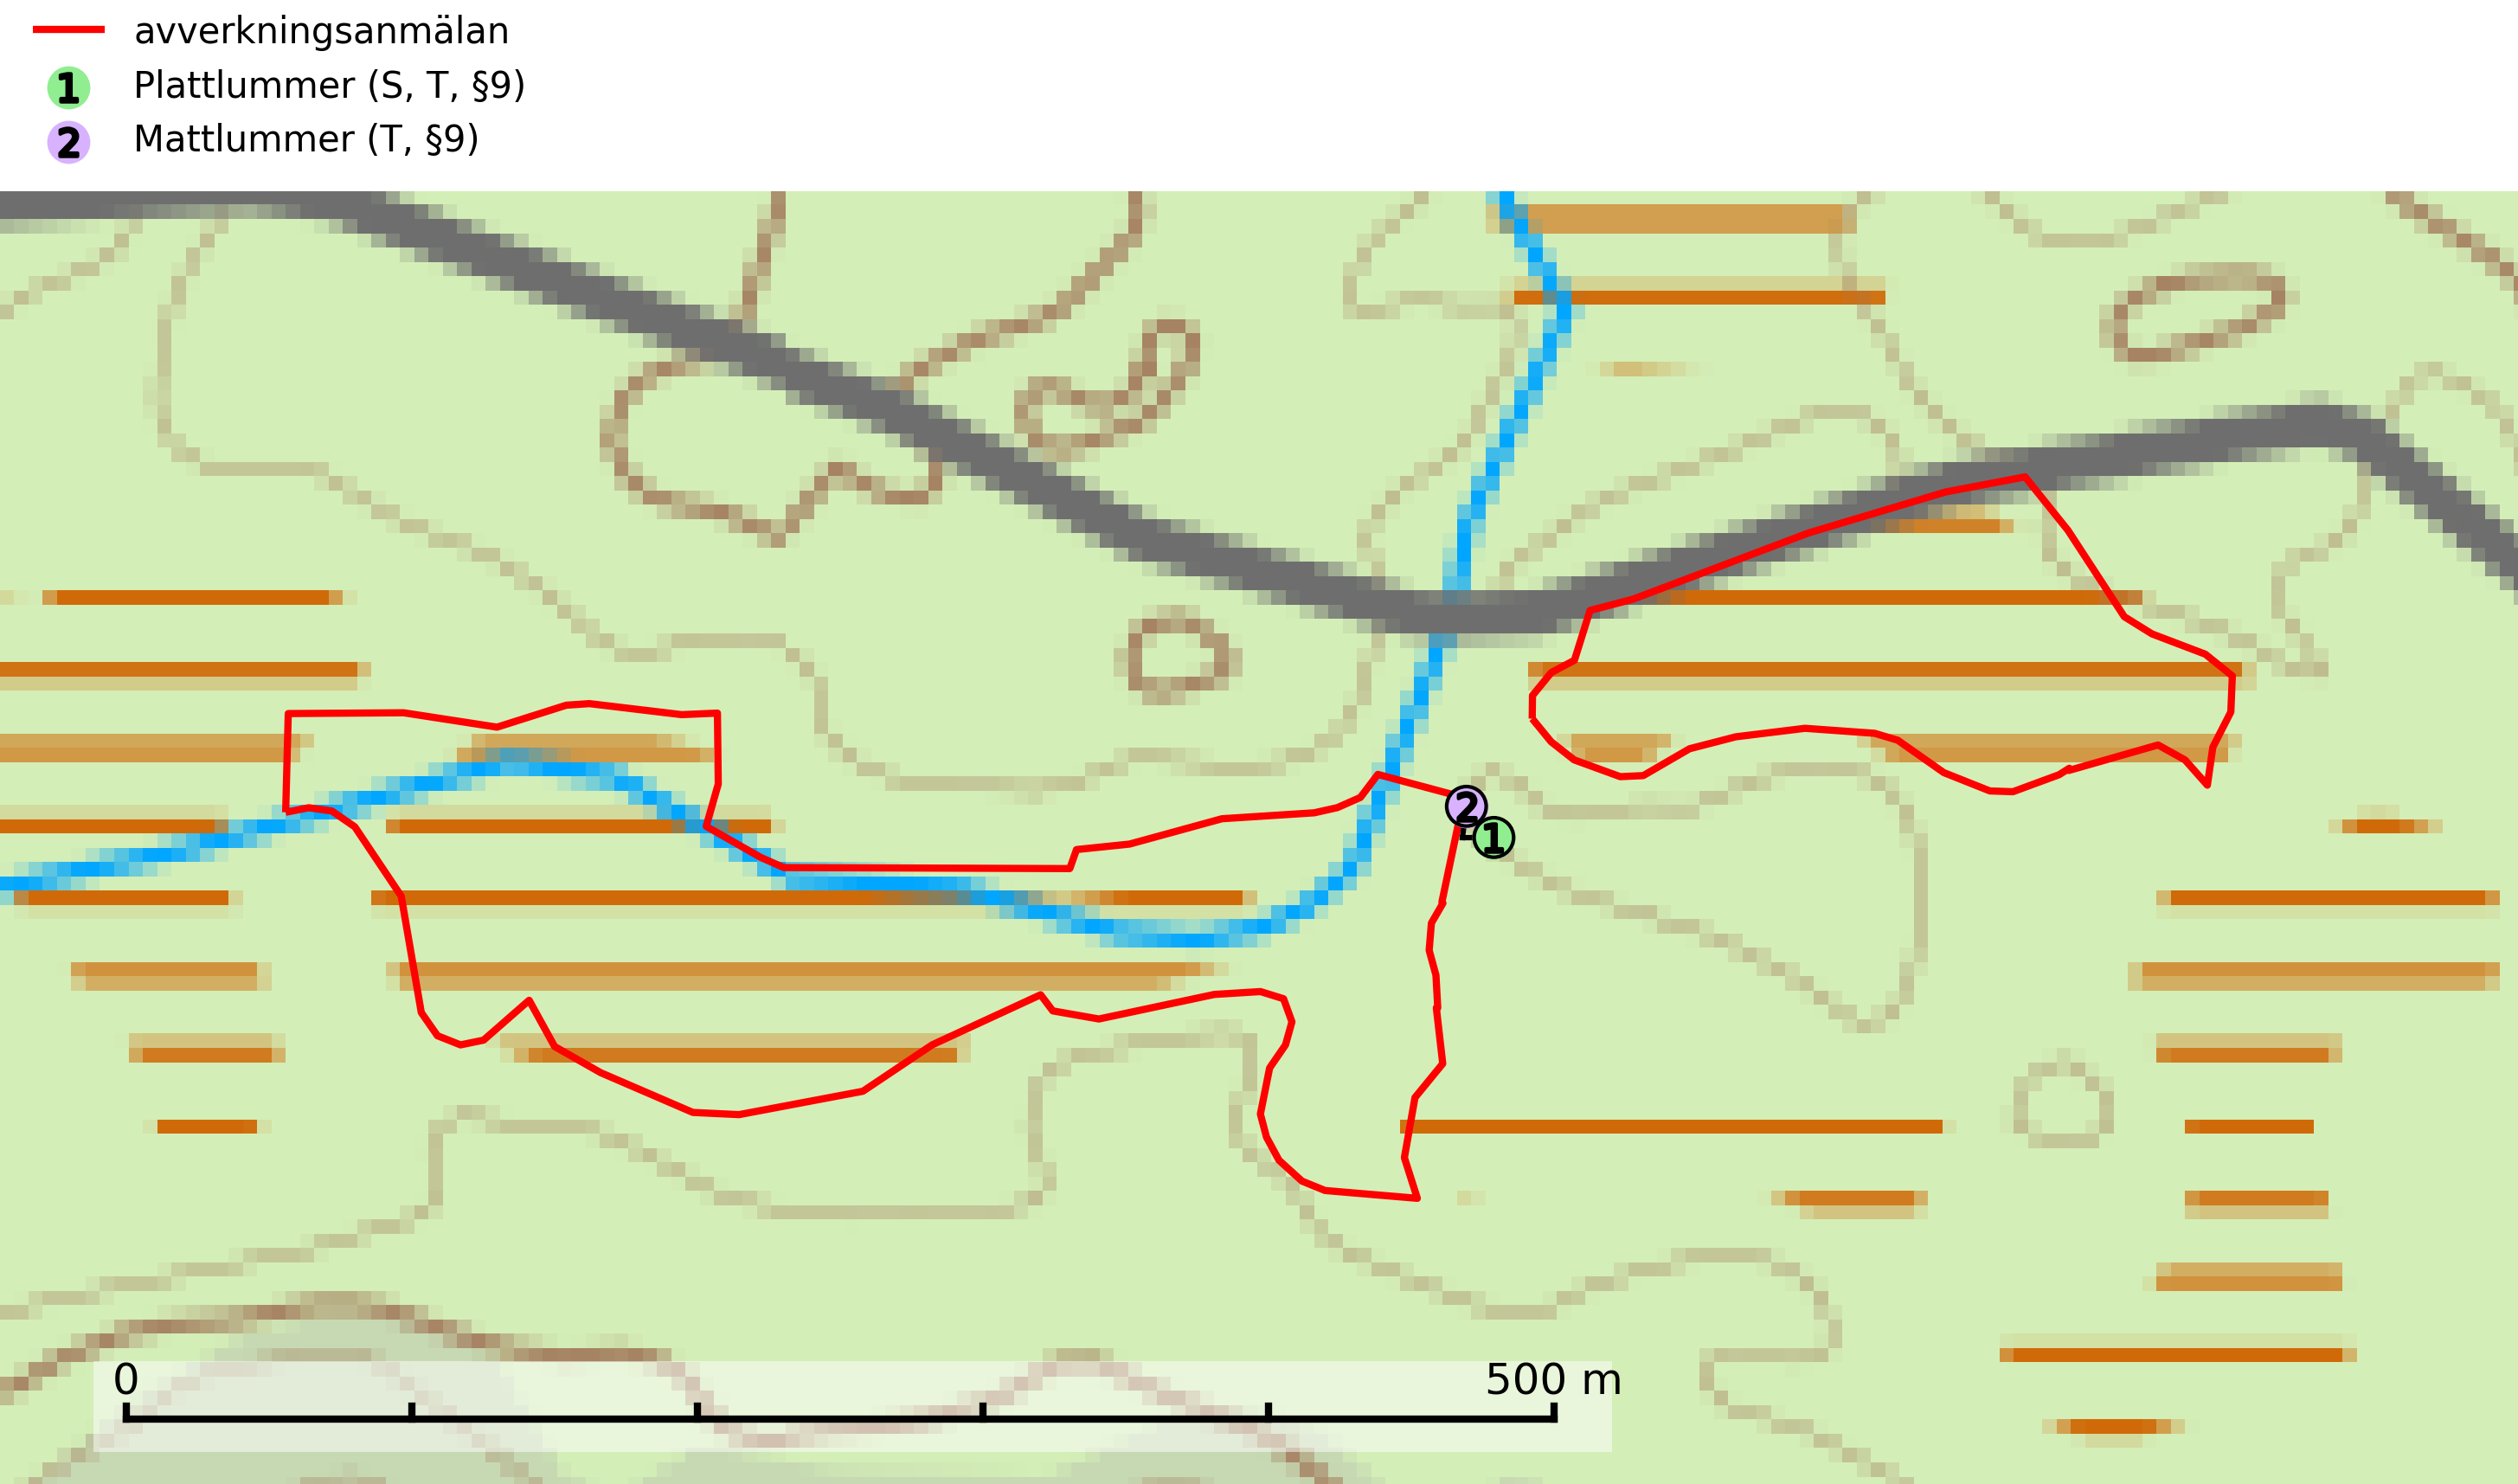 avverkningsanmälan
1 Plattlummer (S, T, §9)
2 Mattlummer (T, §9)
2
1
0 500 m